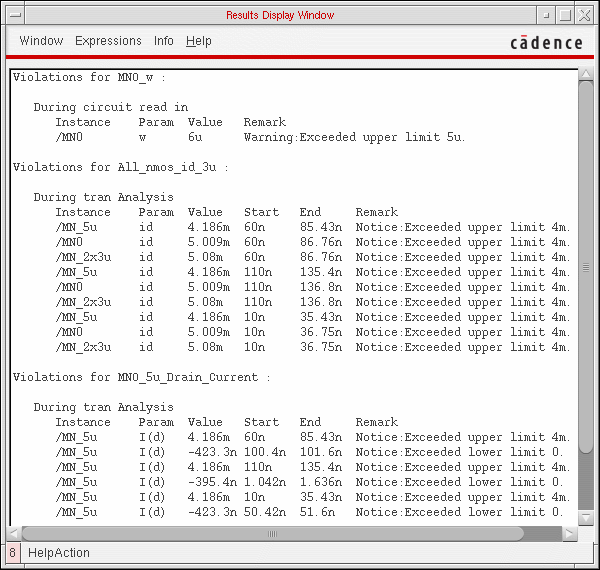 Results Display Window
Window Expressions Info Help
cādence
Violations for MN0_w :
During circuit read in
Instance Param Value Remark
/MN0 w 6u Warning:Exceeded upper limit 5u.
Violations for All_nmos_id_3u :
During tran Analysis
Instance Param Value Start End Remark
/MN_5u id 4.186m 60n 85.43n Notice:Exceeded upper limit 4m.
/MN0 id 5.009m 60n 86.76n Notice:Exceeded upper limit 4m.
/MN_2x3u id 5.08m 60n 86.76n Notice:Exceeded upper limit 4m.
/MN_5u id 4.186m 110n 135.4n Notice:Exceeded upper limit 4m.
/MN0 id 5.009m 110n 136.8n Notice:Exceeded upper limit 4m.
/MN_2x3u id 5.08m 110n 136.8n Notice:Exceeded upper limit 4m.
/MN_5u id 4.186m 10n 35.43n Notice:Exceeded upper limit 4m.
/MN0 id 5.009m 10n 36.75n Notice:Exceeded upper limit 4m.
/MN_2x3u id 5.08m 10n 36.75n Notice:Exceeded upper limit 4m.
Violations for MN0_5u_Drain_Current :
During tran Analysis
Instance Param Value Start End Remark
/MN_5u I(d) 4.186m 60n 85.43n Notice:Exceeded upper limit 4m.
/MN_5u I(d) -423.3n 100.4n 101.6n Notice:Exceeded lower limit 0.
/MN_5u I(d) 4.186m 110n 135.4n Notice:Exceeded upper limit 4m.
/MN_5u I(d) -395.4n 1.042n 1.636n Notice:Exceeded lower limit 0.
/MN_5u I(d) 4.186m 10n 35.43n Notice:Exceeded upper limit 4m.
/MN_5u I(d) -423.3n 50.42n 51.6n Notice:Exceeded lower limit 0.
8 HelpAction